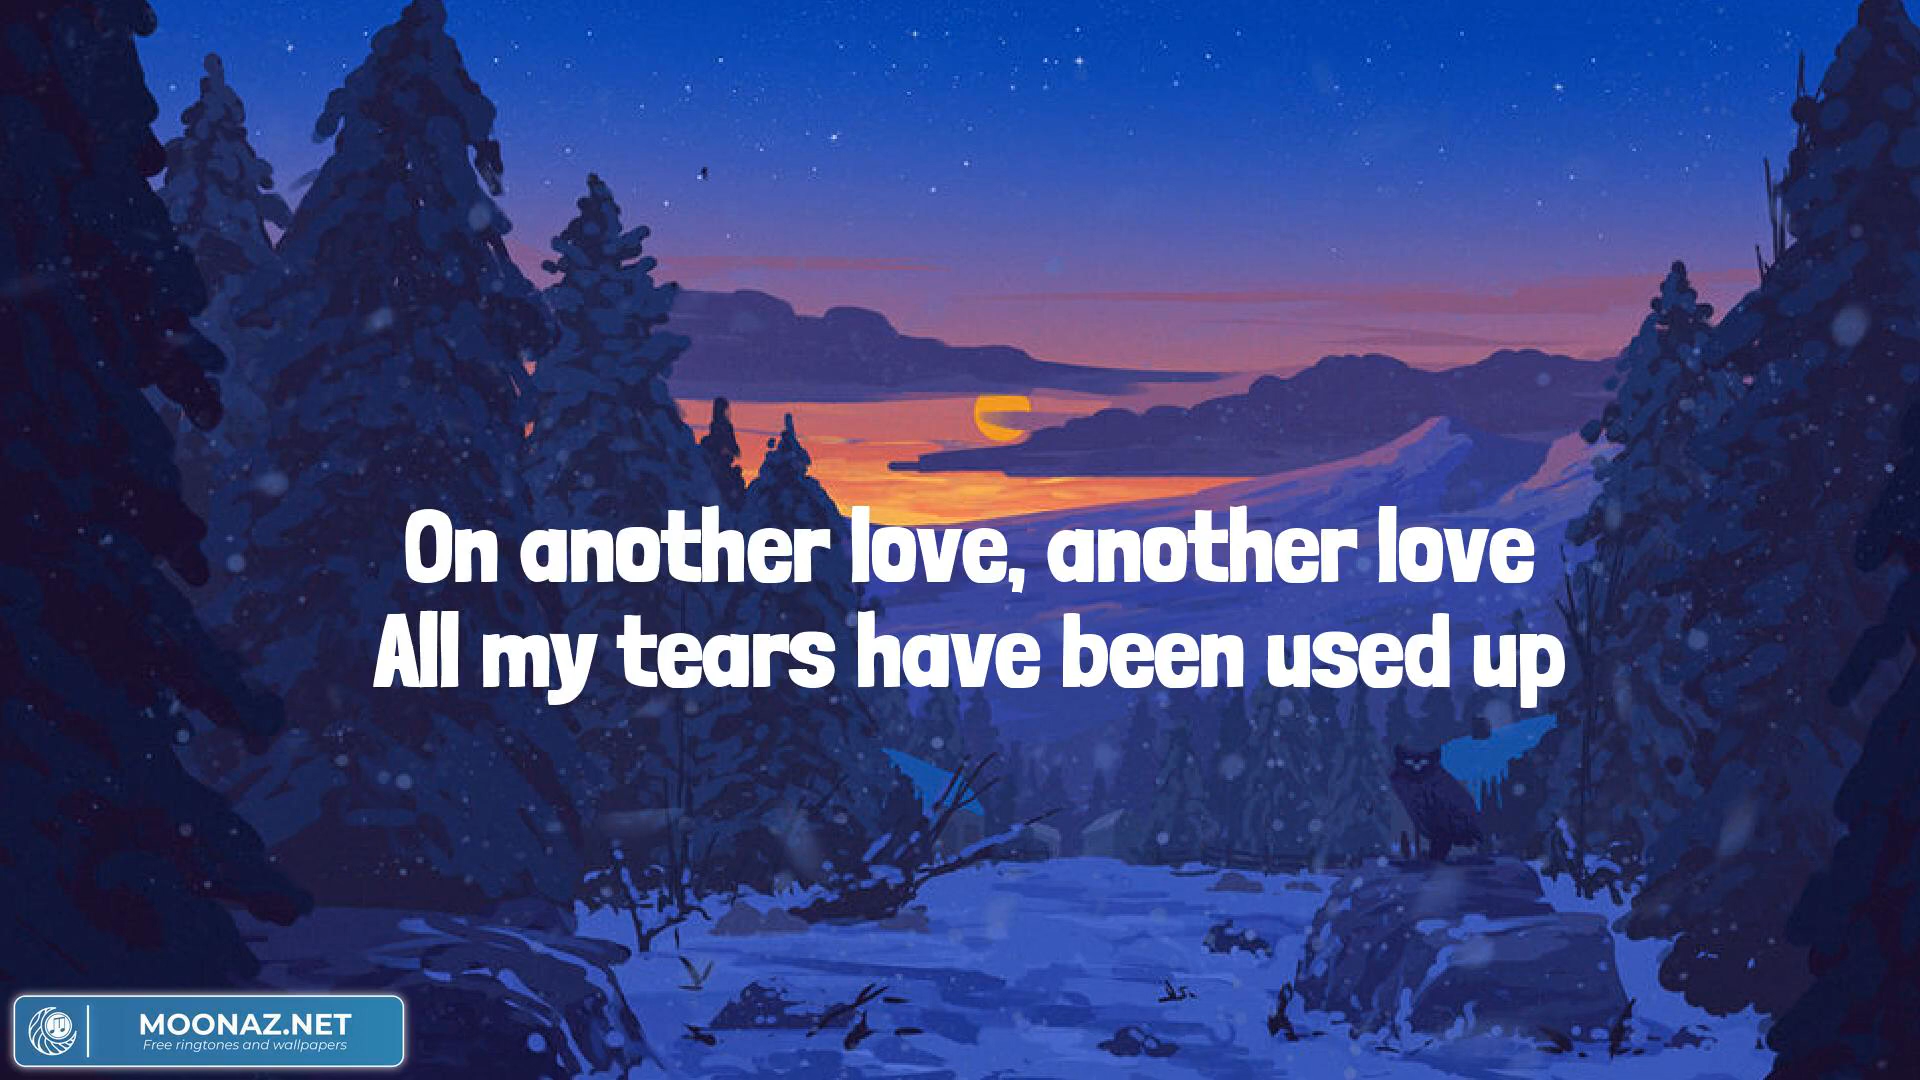 On another love, another love
All my tears have been used up
MOONAZ.NET
Free ringtones and wallpapers